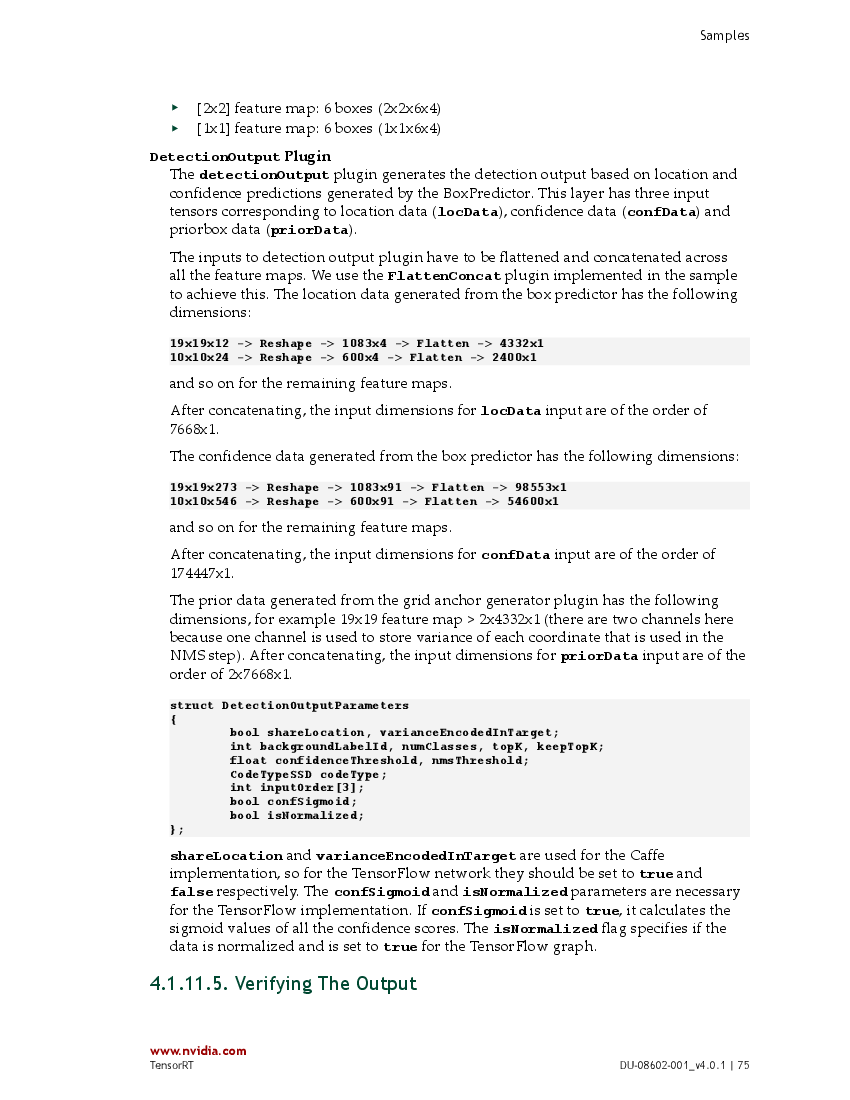 Samples
‣ [2x2] feature map: 6 boxes (2x2x6x4)
‣ [1x1] feature map: 6 boxes (1x1x6x4)
DetectionOutput Plugin
The detectionOutput plugin generates the detection output based on location and
confidence predictions generated by the BoxPredictor. This layer has three input
tensors corresponding to location data (locData), confidence data (confData) and
priorbox data (priorData).
The inputs to detection output plugin have to be flattened and concatenated across
all the feature maps. We use the FlattenConcat plugin implemented in the sample
to achieve this. The location data generated from the box predictor has the following
dimensions:
19x19x12 -> Reshape -> 1083x4 -> Flatten -> 4332x1
10x10x24 -> Reshape -> 600x4 -> Flatten -> 2400x1
and so on for the remaining feature maps.
After concatenating, the input dimensions for locData input are of the order of
7668x1.
The confidence data generated from the box predictor has the following dimensions:
19x19x273 -> Reshape -> 1083x91 -> Flatten -> 98553x1
10x10x546 -> Reshape -> 600x91 -> Flatten -> 54600x1
and so on for the remaining feature maps.
After concatenating, the input dimensions for confData input are of the order of
174447x1.
The prior data generated from the grid anchor generator plugin has the following
dimensions, for example 19x19 feature map > 2x4332x1 (there are two channels here
because one channel is used to store variance of each coordinate that is used in the
NMS step). After concatenating, the input dimensions for priorData input are of the
order of 2x7668x1.
struct DetectionOutputParameters
{
bool shareLocation, varianceEncodedInTarget;
int backgroundLabelId, numClasses, topK, keepTopK;
float confidenceThreshold, nmsThreshold;
CodeTypeSSD codeType;
int inputOrder[3];
bool confSigmoid;
bool isNormalized;
};
shareLocation and varianceEncodedInTarget are used for the Caffe
implementation, so for the TensorFlow network they should be set to true and
false respectively. The confSigmoid and isNormalized parameters are necessary
for the TensorFlow implementation. If confSigmoid is set to true, it calculates the
sigmoid values of all the confidence scores. The isNormalized flag specifies if the
data is normalized and is set to true for the TensorFlow graph.
4.1.11.5. Verifying The Output
www.nvidia.com
TensorRT DU-08602-001_v4.0.1 | 75